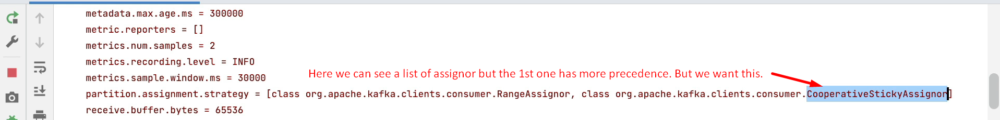 metadata.max.age.ms = 300000
metric.reporters = []
metrics.num.samples = 2
metrics.recording.level = INFO
Here we can see a list of assignor but the 1st one has more precedence. But we want this.
metrics.sample.window.ms = 30000
partition.assignment.strategy = [class org.apache.kafka.clients.consumer.RangeAssignor, class org.apache.kafka.clients.consumer.CooperativeStickyAssignor]
receive.buffer.bytes = 65536